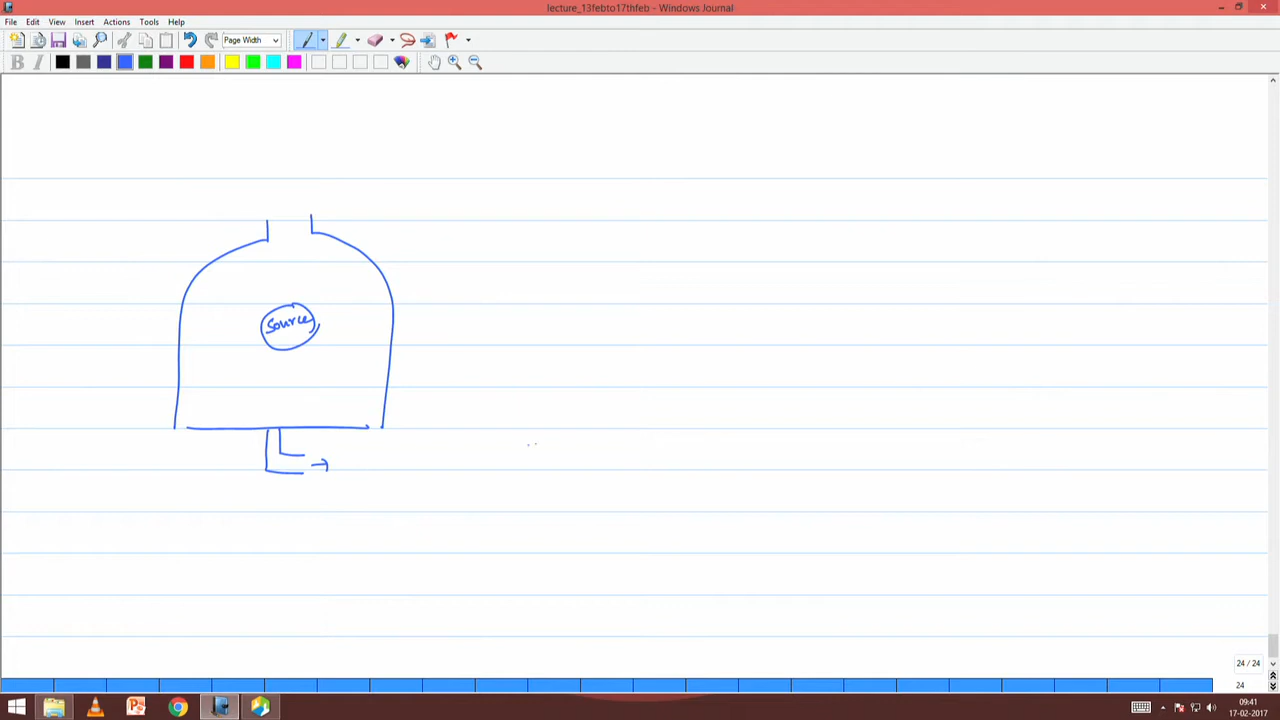 lecture_13febto17thfeb - Windows Journal
File Edit View Insert Actions Tools Help
Page Width
B I
Source
24 / 24
24
09:41
17-02-2017